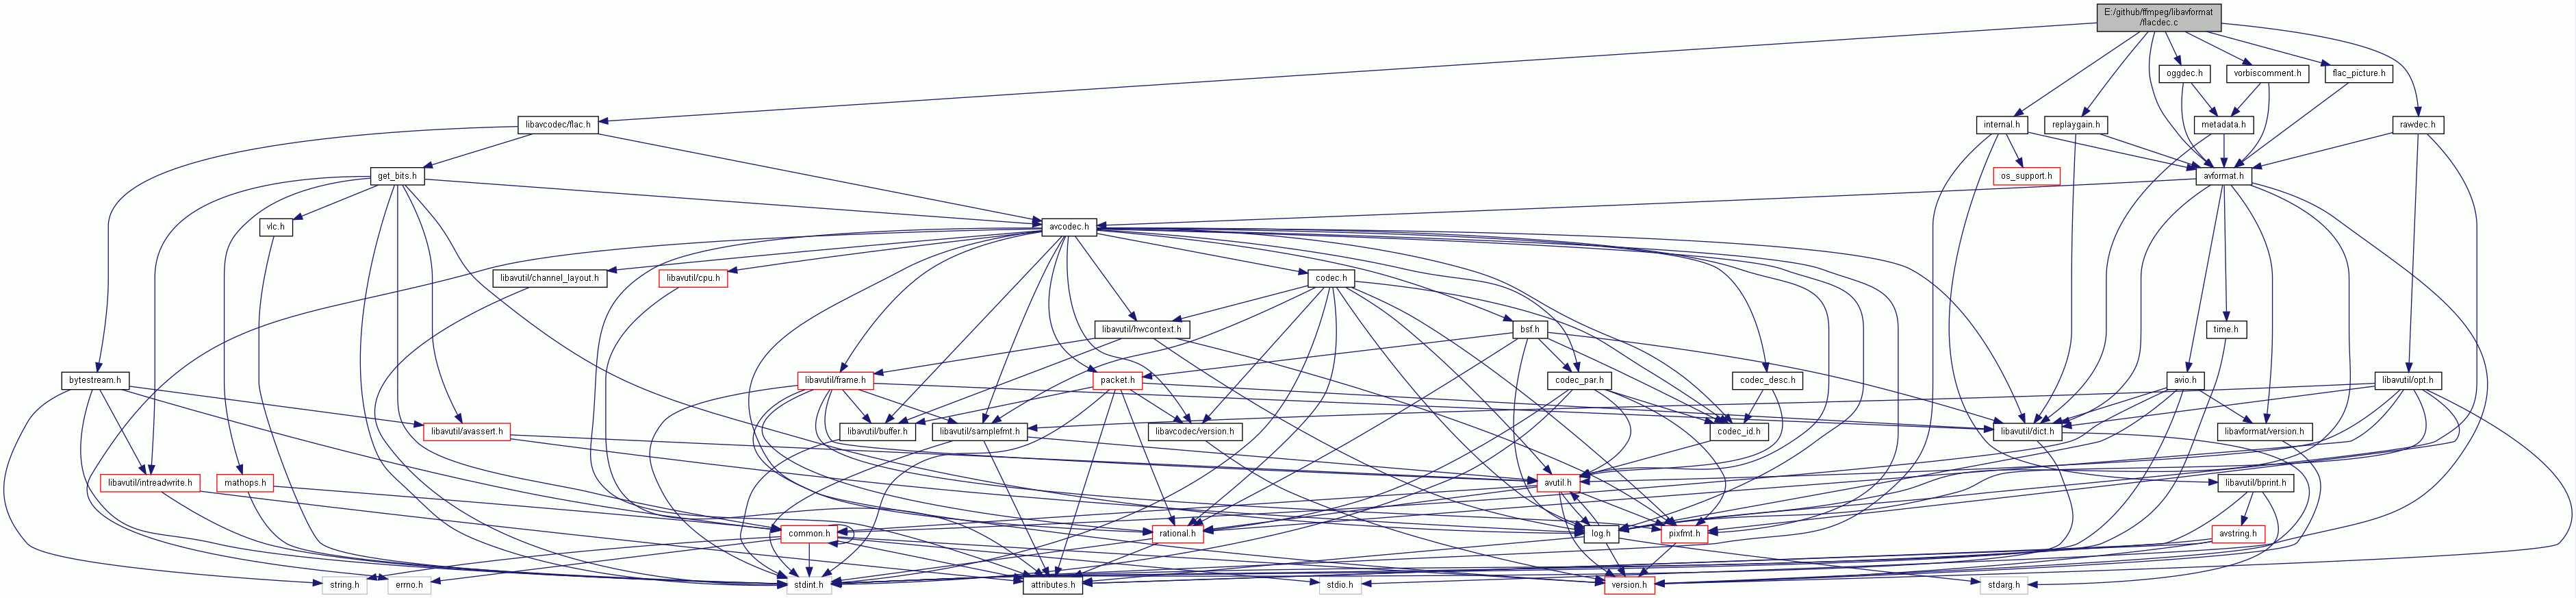 E:/github/ffmpeg/libavformat
/flacdec.c
oggdec.h
vorbiscomment.h
flac_picture.h
libavcodec/flac.h
internal.h
replaygain.h
metadata.h
rawdec.h
get_bits.h
os_support.h
avformat.h
vlc.h
avcodec.h
libavutil/channel_layout.h
libavutil/cpu.h
codec.h
libavutil/hwcontext.h
bsf.h
time.h
bytestream.h
libavutil/frame.h
packet.h
codec_par.h
codec_desc.h
avio.h
libavutil/opt.h
libavutil/avassert.h
libavutil/buffer.h
libavutil/samplefmt.h
libavcodec/version.h
codec_id.h
libavutil/dict.h
libavformat/version.h
libavutil/intreadwrite.h
mathops.h
avutil.h
libavutil/bprint.h
common.h
rational.h
log.h
pixfmt.h
avstring.h
string.h
errno.h
stdint.h
attributes.h
stdio.h
version.h
stdarg.h